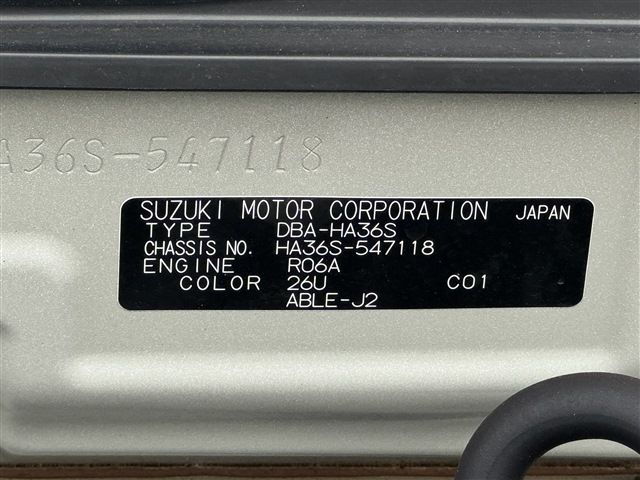 A36S-547118
SUZUKI MOTOR CORPORATION JAPAN
TYPE DBA-HA36S
CHASSIS NO. HA36S-547118
ENGINE R06A
COLOR 26U C01
ABLE-J2